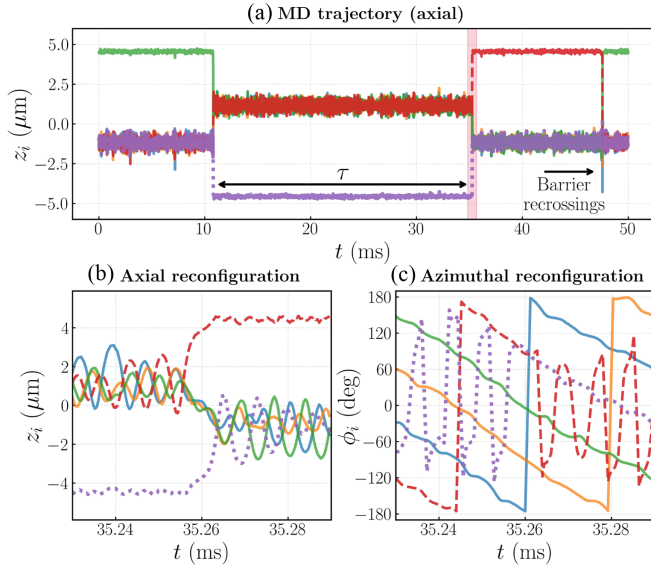 (a) MD trajectory (axial)
5.0
2.5
0.0
−2.5
−5.0
z_i (μm)
τ
Barrier
recrossings
0 10 20 30 40 50
t (ms)
(b) Axial reconfiguration
4
2
0
−2
−4
z_i (μm)
35.24 35.26 35.28
t (ms)
(c) Azimuthal reconfiguration
180
120
60
0
−60
−120
−180
ϕ_i (deg)
35.24 35.26 35.28
t (ms)